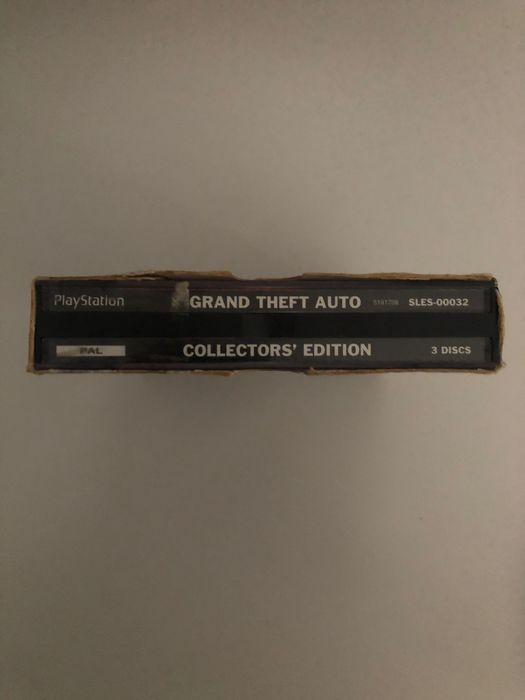 PlayStation GRAND THEFT AUTO SLES-00032
PAL COLLECTORS' EDITION 3 DISCS